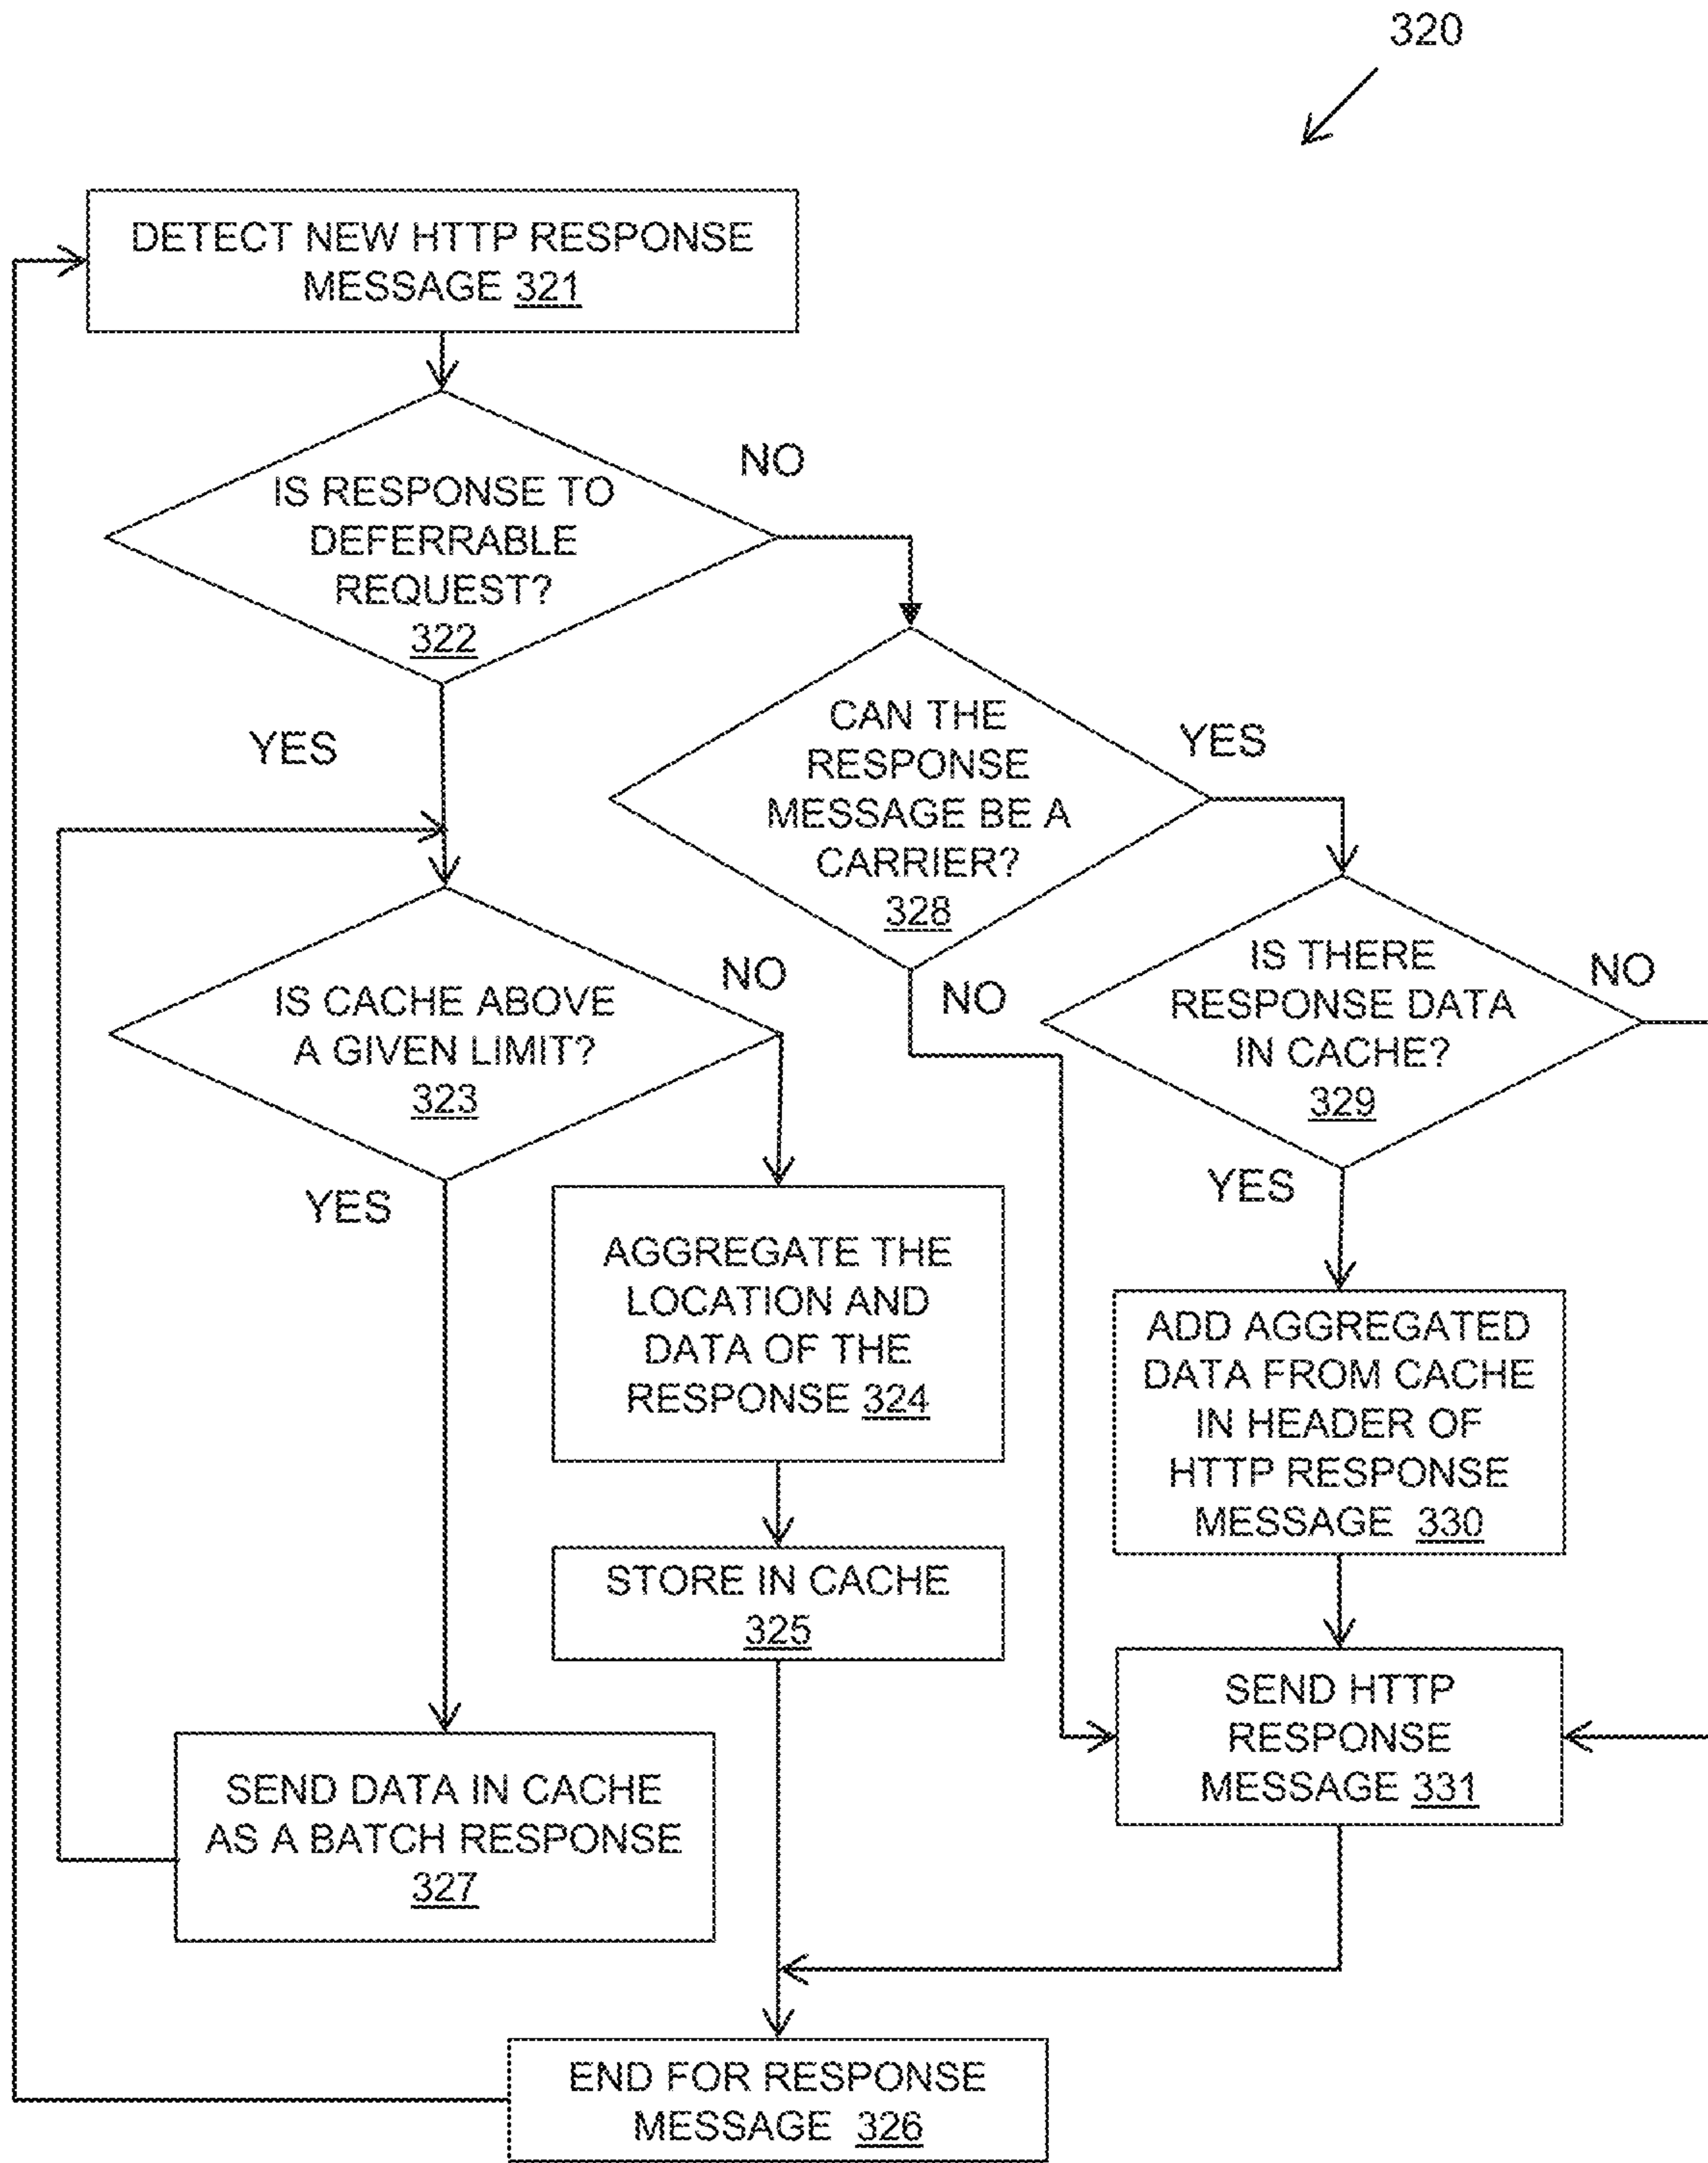 320
DETECT NEW HTTP RESPONSE
MESSAGE 321
NO
IS RESPONSE TO
DEFERRABLE
REQUEST?
322
YES
CAN THE
RESPONSE
MESSAGE BE A
CARRIER?
328
YES
NO
IS CACHE ABOVE
A GIVEN LIMIT?
323
NO
YES
IS THERE
RESPONSE DATA
IN CACHE?
329
NO
YES
AGGREGATE THE
LOCATION AND
DATA OF THE
RESPONSE 324
ADD AGGREGATED
DATA FROM CACHE
IN HEADER OF
HTTP RESPONSE
MESSAGE 330
STORE IN CACHE
325
SEND HTTP
RESPONSE
MESSAGE 331
SEND DATA IN CACHE
AS A BATCH RESPONSE
327
END FOR RESPONSE
MESSAGE 326